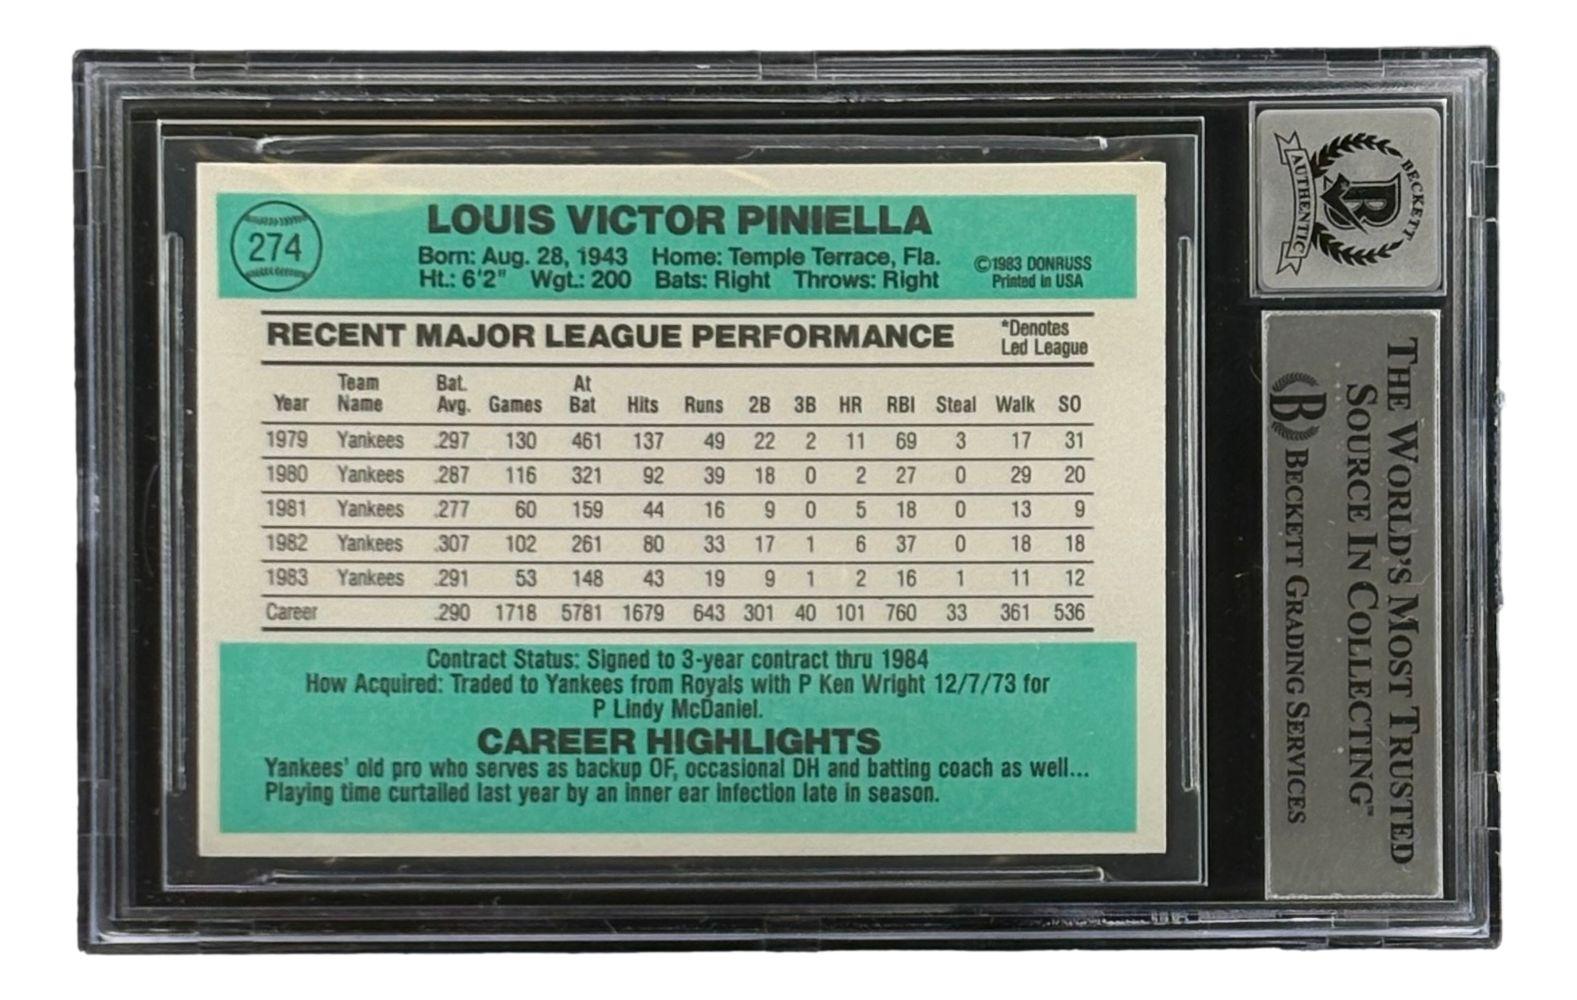 274
LOUIS VICTOR PINIELLA
Born: Aug. 28, 1943 Home: Temple Terrace, Fla.
Ht.: 6'2" Wgt.: 200 Bats: Right Throws: Right
©1983 DONRUSS
Printed in USA
RECENT MAJOR LEAGUE PERFORMANCE
*Denotes
Led League
Year Team Name Bat. Avg. Games At Bat Hits Runs 2B 3B HR RBI Steal Walk SO
1979 Yankees .297 130 461 137 49 22 2 11 69 3 17 31
1980 Yankees .287 116 321 92 39 18 0 2 27 0 29 20
1981 Yankees .277 60 159 44 16 9 0 5 18 0 13 9
1982 Yankees .307 102 261 80 33 17 1 6 37 0 18 18
1983 Yankees .291 53 148 43 19 9 1 2 16 1 11 12
Career .290 1718 5781 1679 643 301 40 101 760 33 361 536
Contract Status: Signed to 3-year contract thru 1984
How Acquired: Traded to Yankees from Royals with P Ken Wright 12/7/73 for
P Lindy McDaniel.
CAREER HIGHLIGHTS
Yankees' old pro who serves as backup OF, occasional DH and batting coach as well...
Playing time curtailed last year by an inner ear infection late in season.
BECKETT
AUTHENTIC
B
THE WORLD'S MOST TRUSTED
SOURCE IN COLLECTING™
B BECKETT GRADING SERVICES